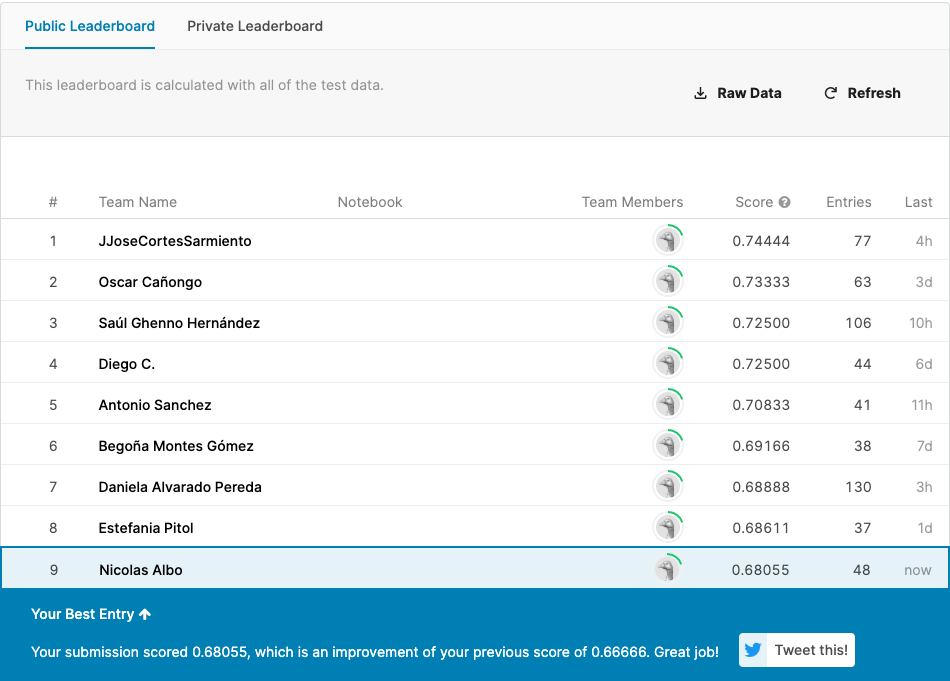 Public Leaderboard Private Leaderboard
This leaderboard is calculated with all of the test data.
Raw Data Refresh
# Team Name Notebook Team Members Score ? Entries Last
1 JJoseCortesSarmiento 0.74444 77 4h
2 Oscar Cañongo 0.73333 63 3d
3 Saúl Ghenno Hernández 0.72500 106 10h
4 Diego C. 0.72500 44 6d
5 Antonio Sanchez 0.70833 41 11h
6 Begoña Montes Gómez 0.69166 38 7d
7 Daniela Alvarado Pereda 0.68888 130 3h
8 Estefania Pitol 0.68611 37 1d
9 Nicolas Albo 0.68055 48 now
Your Best Entry
Your submission scored 0.68055, which is an improvement of your previous score of 0.66666. Great job! Tweet this!